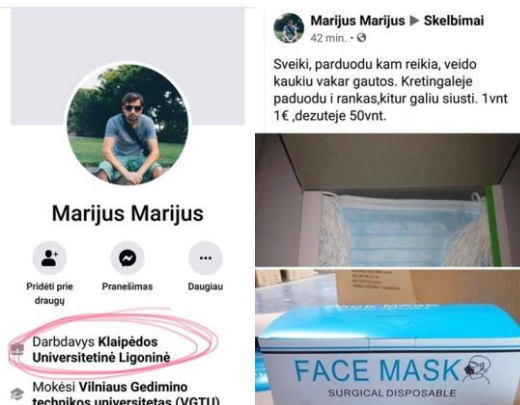 Marijus Marijus
Pridėti prie
draugų
Pranešimas
Daugiau
Darbdavys Klaipėdos
Universitetinė Ligoninė
Mokėsi Vilniaus Gedimino
technikos universitetas (VGTU)
Marijus Marijus ▶ Skelbimai
42 min. •
Sveiki, parduodu kam reikia, veido
kaukiu vakar gautos. Kretingaleje
paduodu i rankas,kitur galiu siusti. 1vnt
1€ ,dezuteje 50vnt.
FACE MASK
SURGICAL DISPOSABLE